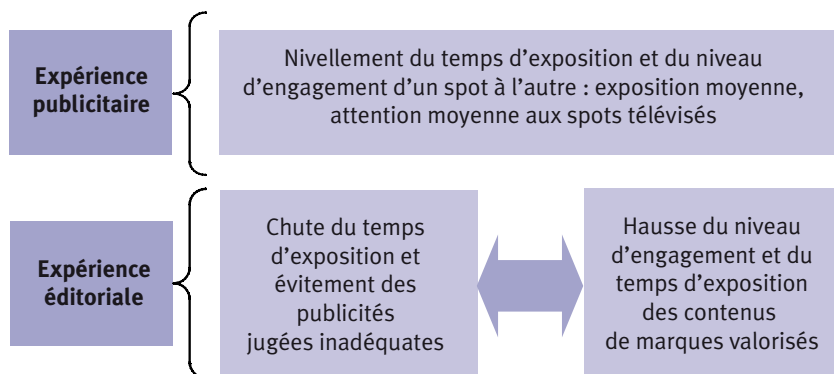 Expérience
publicitaire
Nivellement du temps d'exposition et du niveau
d'engagement d'un spot à l'autre : exposition moyenne,
attention moyenne aux spots télévisés
Expérience
éditoriale
Chute du temps
d'exposition et
évitement des
publicités
jugées inadéquates
Hausse du niveau
d'engagement et du
temps d'exposition
des contenus
de marques valorisés